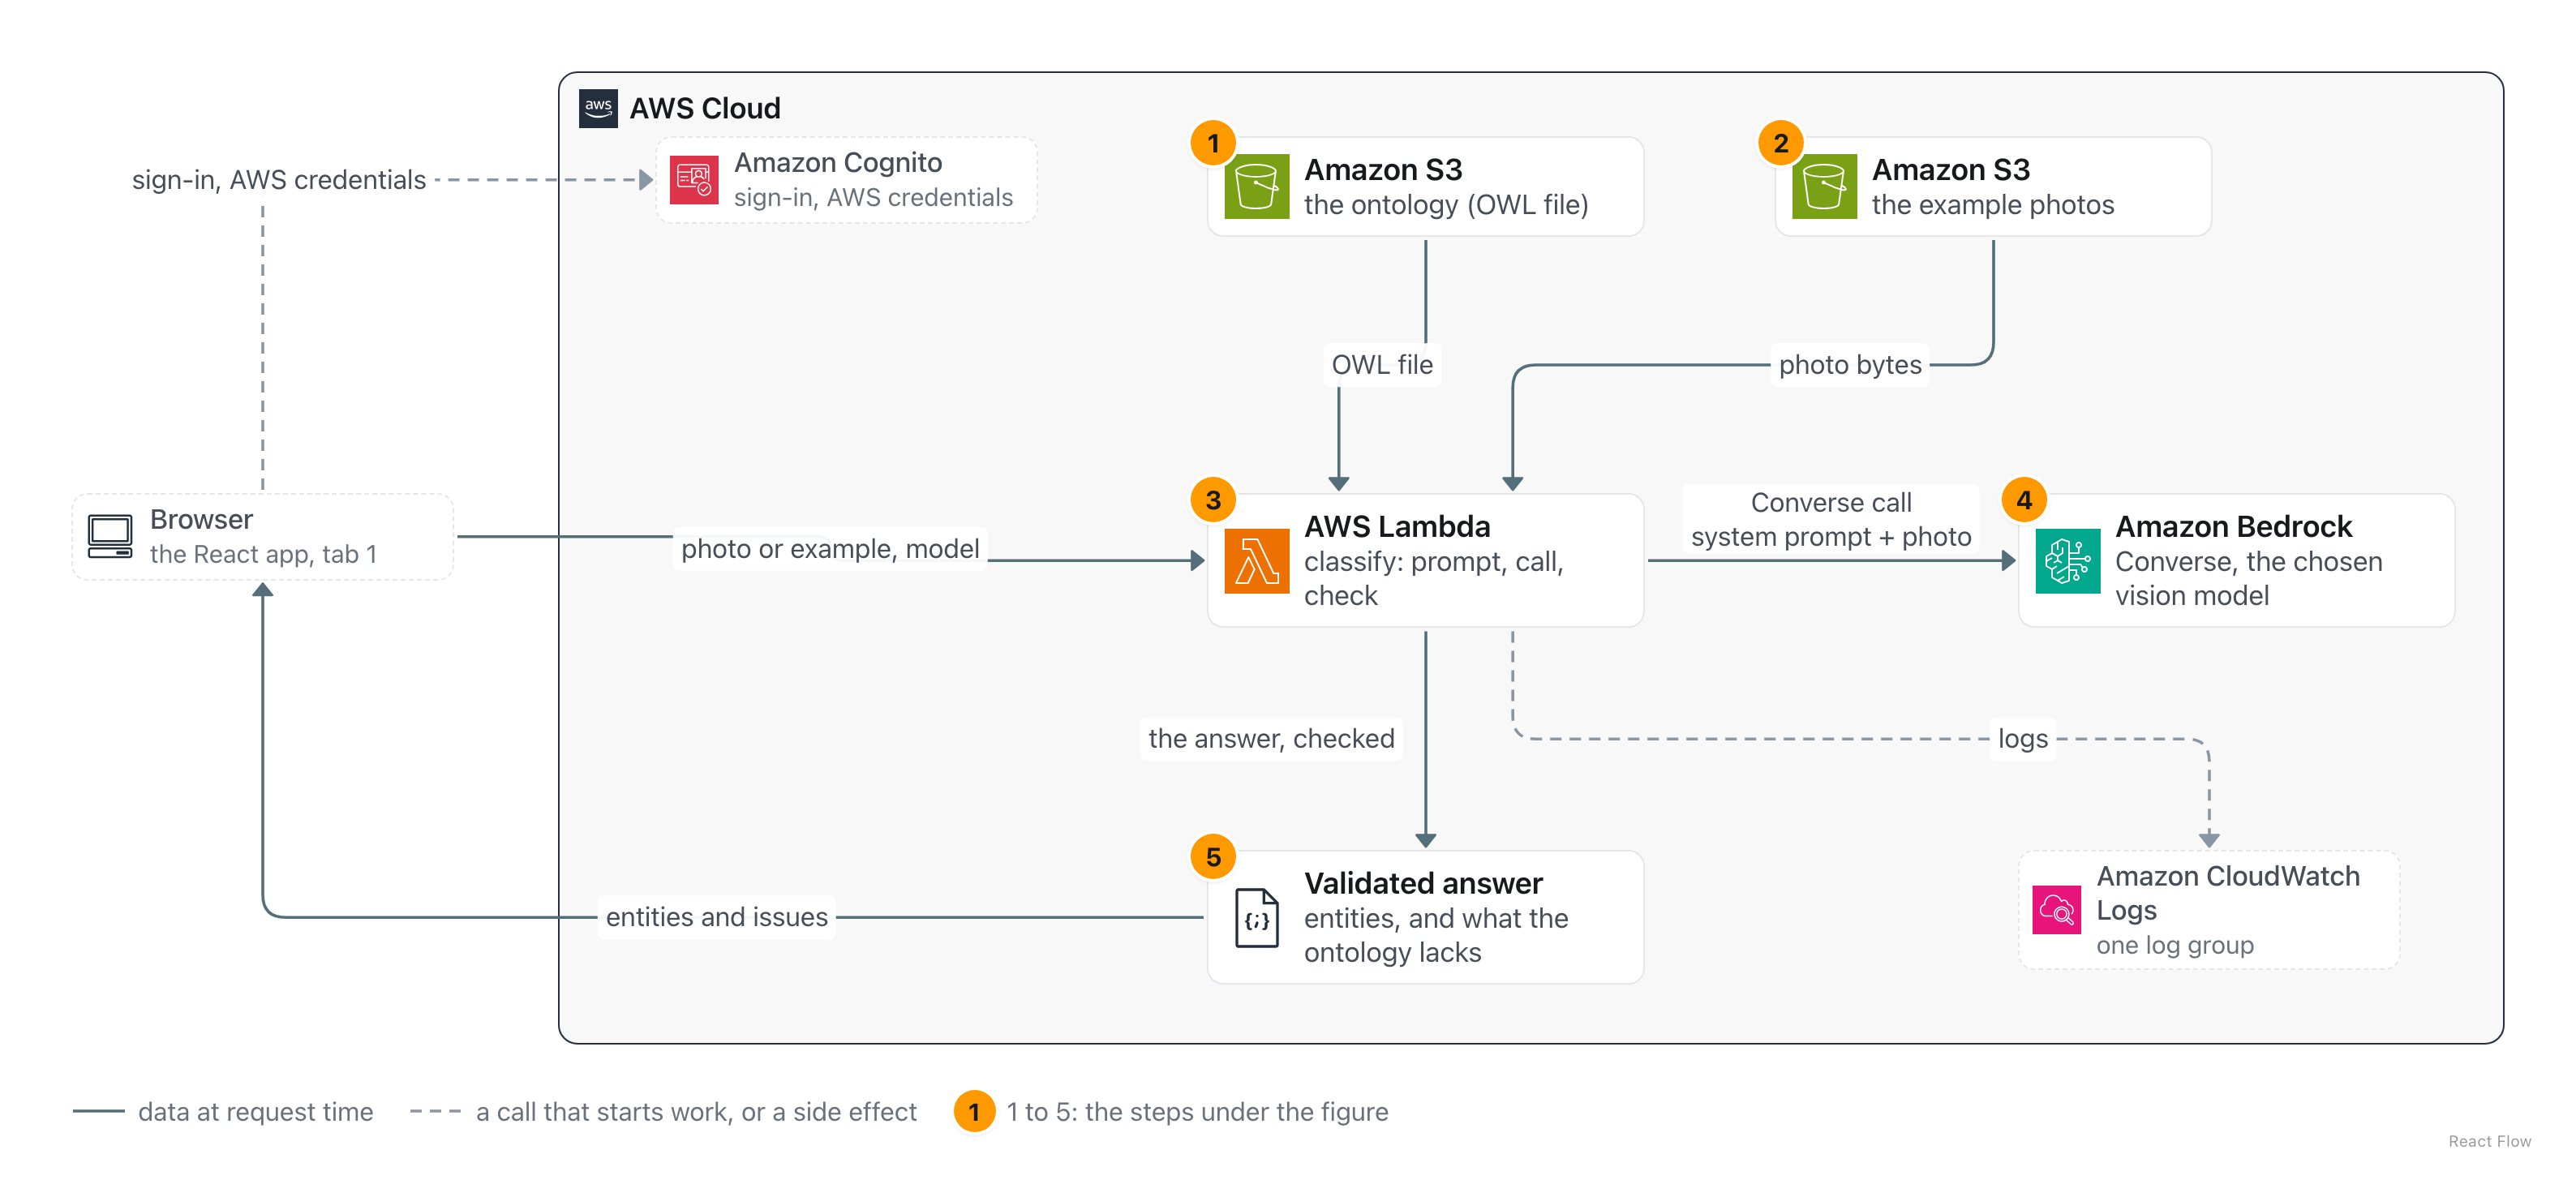 aws
AWS Cloud
sign-in, AWS credentials
Amazon Cognito
sign-in, AWS credentials
1
Amazon S3
the ontology (OWL file)
2
Amazon S3
the example photos
OWL file
photo bytes
Browser
the React app, tab 1
photo or example, model
3
AWS Lambda
classify: prompt, call,
check
Converse call
system prompt + photo
4
Amazon Bedrock
Converse, the chosen
vision model
the answer, checked
logs
entities and issues
5
{;}
Validated answer
entities, and what the
ontology lacks
Amazon CloudWatch
Logs
one log group
data at request time
a call that starts work, or a side effect
1
1 to 5: the steps under the figure
React Flow